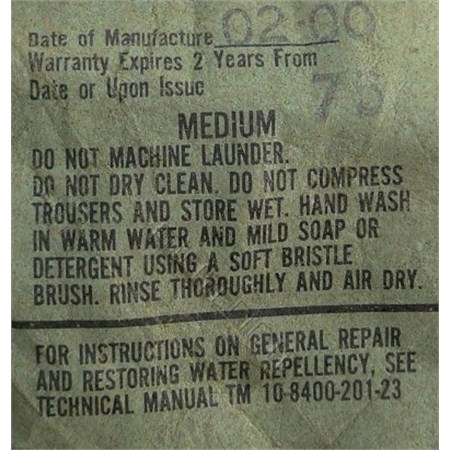 Date of Manufacture 02-00
Warranty Expires 2 Years From
Date or Upon Issue
MEDIUM
DO NOT MACHINE LAUNDER.
DO NOT DRY CLEAN. DO NOT COMPRESS
TROUSERS AND STORE WET. HAND WASH
IN WARM WATER AND MILD SOAP OR
DETERGENT USING A SOFT BRISTLE
BRUSH. RINSE THOROUGHLY AND AIR DRY.
FOR INSTRUCTIONS ON GENERAL REPAIR
AND RESTORING WATER REPELLENCY, SEE
TECHNICAL MANUAL TM 10-8400-201-23